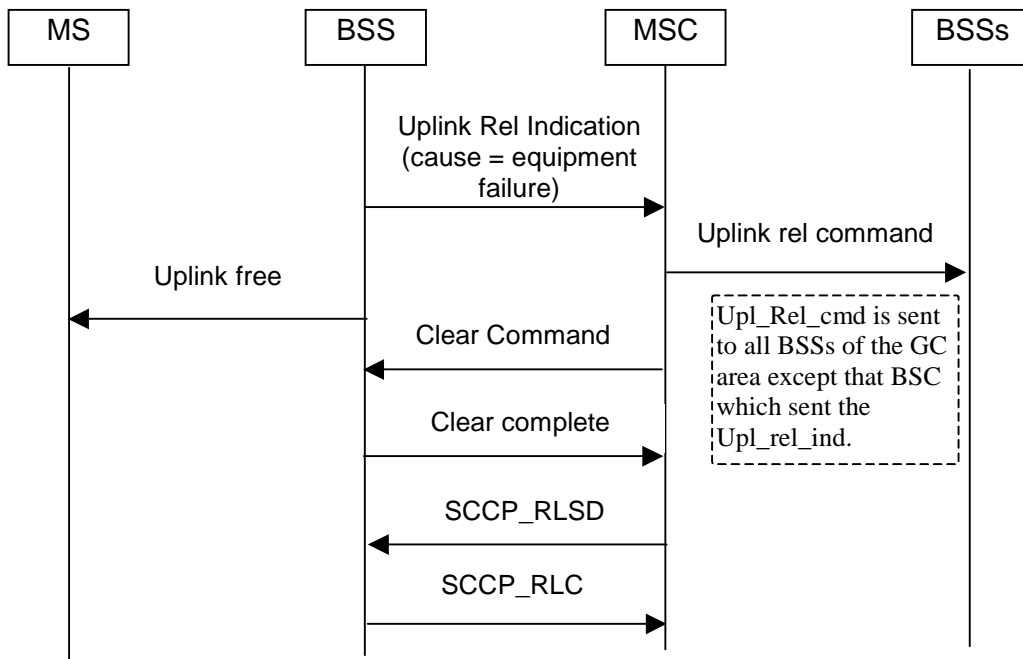 MS
BSS
MSC
BSSs
Uplink Rel Indication
(cause = equipment
failure)
Uplink rel command
Uplink free
Upl_Rel_cmd is sent
to all BSSs of the GC
area except that BSC
which sent the
Upl_rel_ind.
Clear Command
Clear complete
SCCP_RLSD
SCCP_RLC